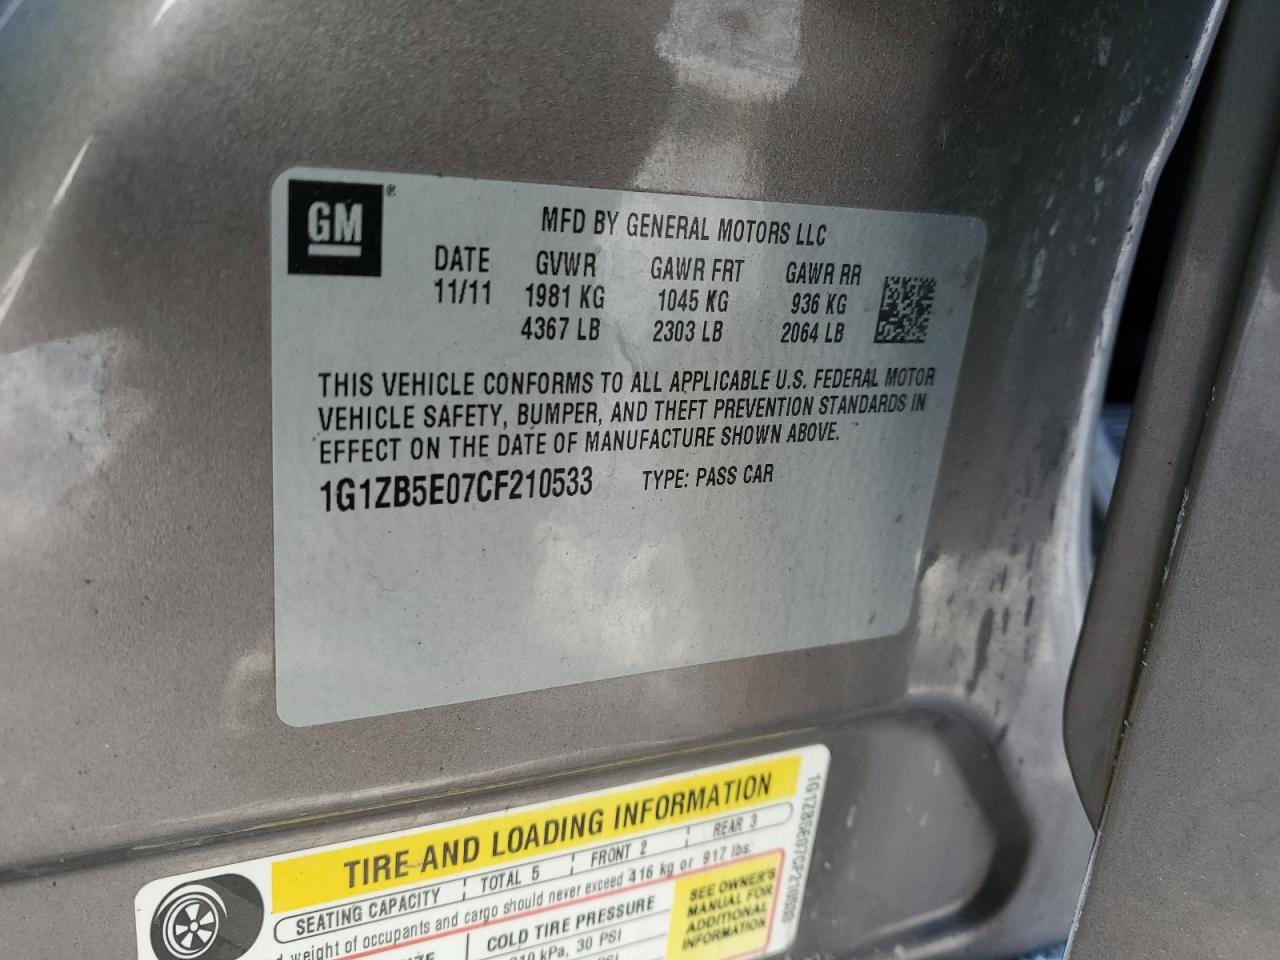 GM®
MFD BY GENERAL MOTORS LLC
DATE GVWR GAWR FRT GAWR RR
11/11 1981 KG 1045 KG 936 KG
4367 LB 2303 LB 2064 LB
THIS VEHICLE CONFORMS TO ALL APPLICABLE U.S. FEDERAL MOTOR
VEHICLE SAFETY, BUMPER, AND THEFT PREVENTION STANDARDS IN
EFFECT ON THE DATE OF MANUFACTURE SHOWN ABOVE.
1G1ZB5E07CF210533 TYPE: PASS CAR
TIRE AND LOADING INFORMATION
SEATING CAPACITY TOTAL 5 FRONT 2 REAR 3
weight of occupants and cargo should never exceed 416 kg or 917 lbs.
COLD TIRE PRESSURE
kPa, 30 PSI
PSI
SEE OWNER'S
MANUAL FOR
ADDITIONAL
INFORMATION